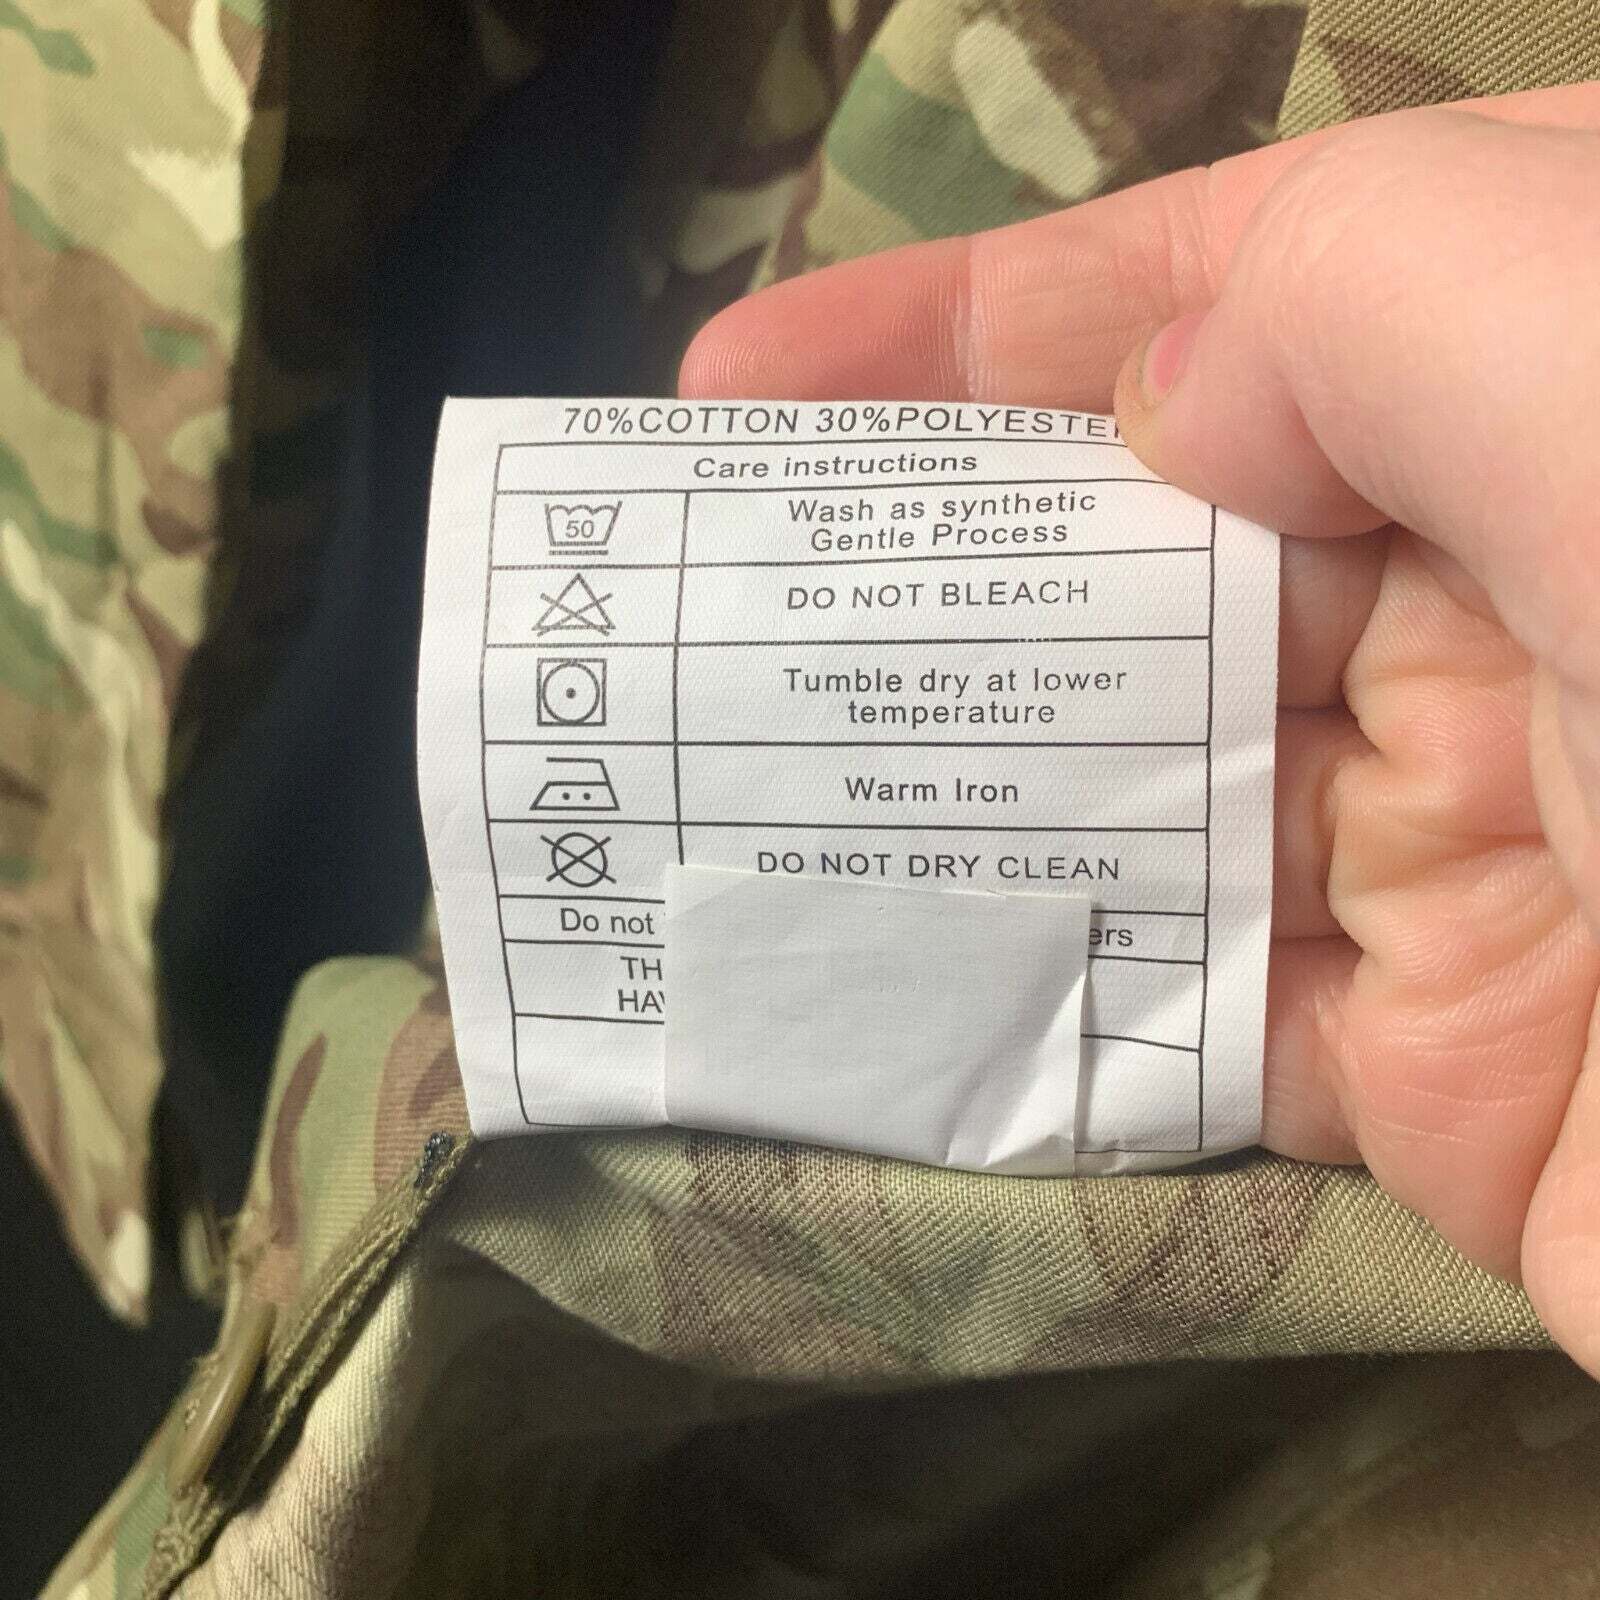 70%COTTON 30%POLYESTE
Care instructions
50
Wash as synthetic
Gentle Process
DO NOT BLEACH
Tumble dry at lower
temperature
Warm Iron
DO NOT DRY CLEAN
Do not
ers
TH
HAV